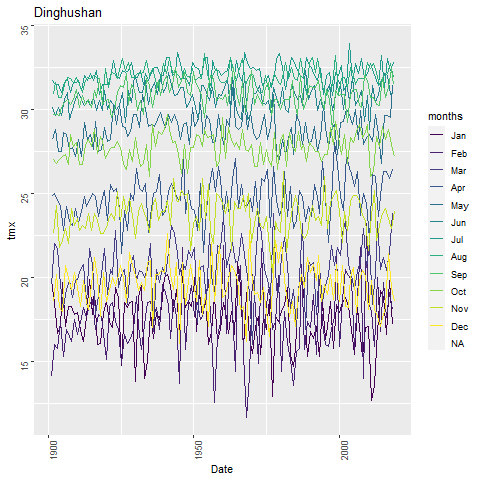 Dinghushan
tmx
35
30
25
20
15
1900
1950
2000
Date
months
Jan
Feb
Mar
Apr
May
Jun
Jul
Aug
Sep
Oct
Nov
Dec
NA